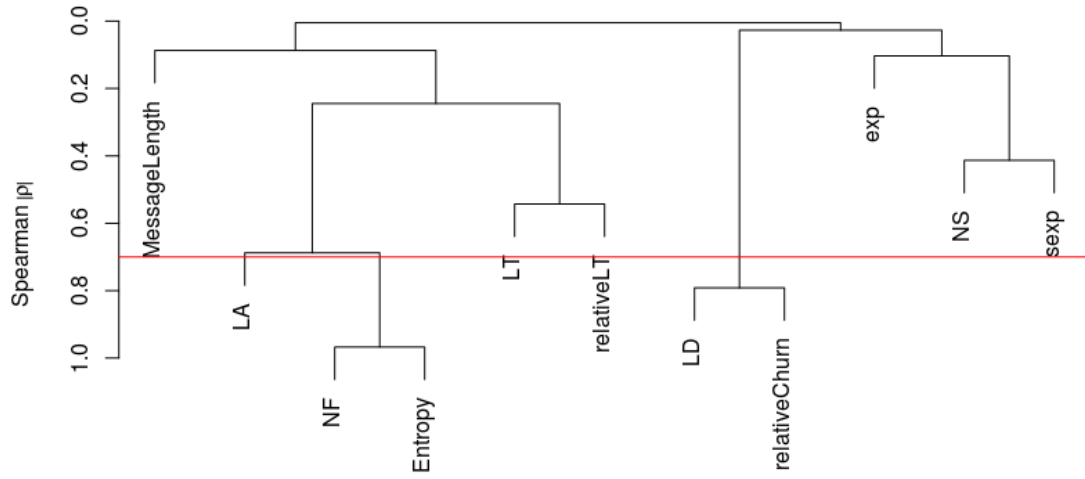 Spearman |ρ|
0.0
0.2
0.4
0.6
0.8
1.0
MessageLength
LA
NF
Entropy
LT
relativeLT
LD
relativeChurn
exp
NS
sexp